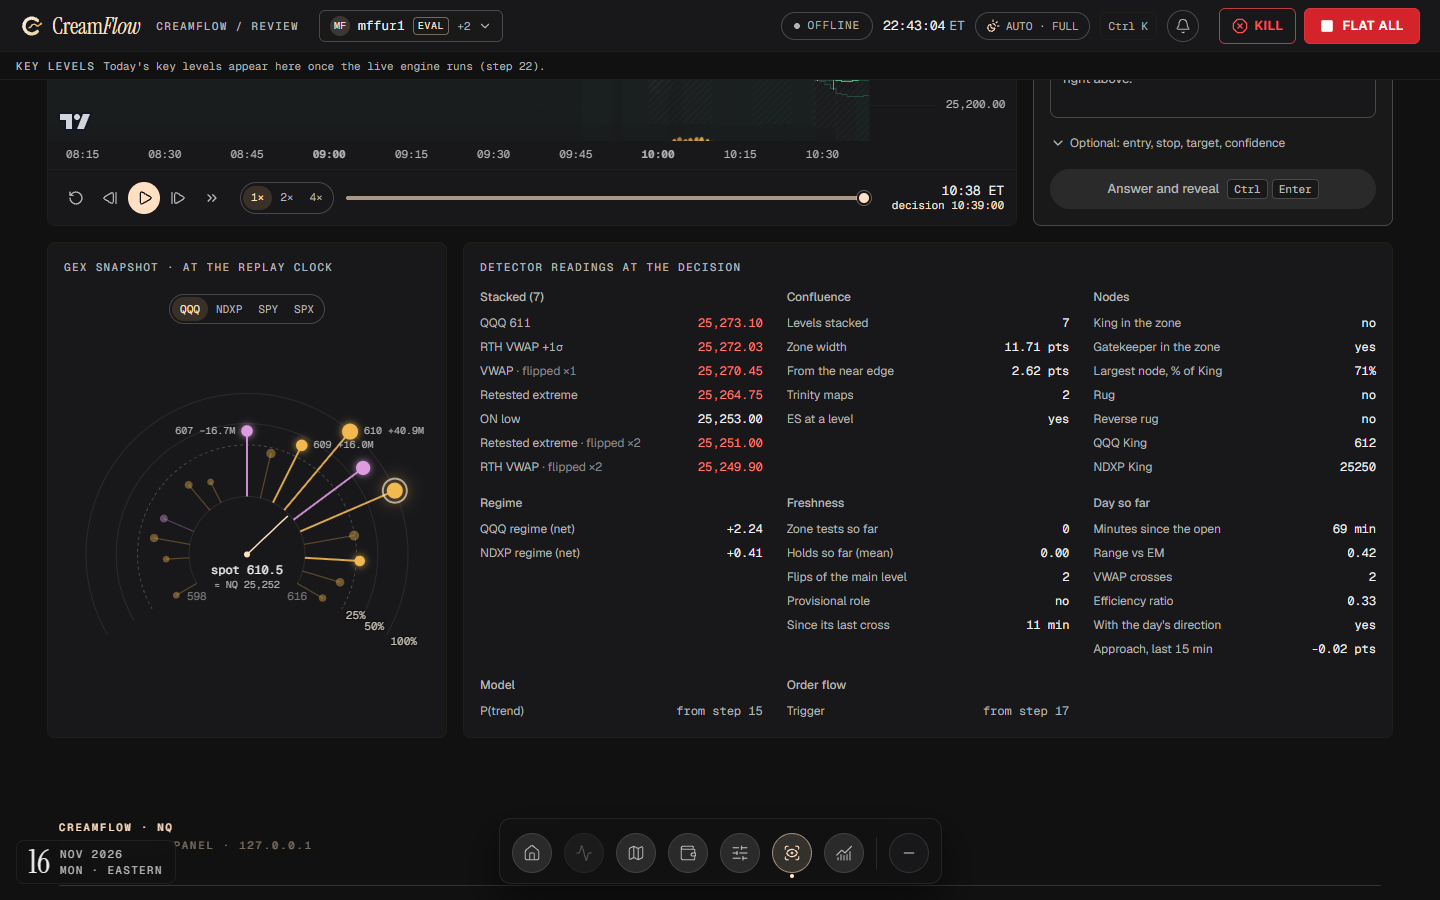 CreamFlow CREAMFLOW / REVIEW MF mffur1 EVAL +2 OFFLINE 22:43:04 ET AUTO · FULL Ctrl K KILL FLAT ALL
KEY LEVELS Today's key levels appear here once the live engine runs (step 22).
right above.
25,200.00
08:15 08:30 08:45 09:00 09:15 09:30 09:45 10:00 10:15 10:30
Optional: entry, stop, target, confidence
Answer and reveal Ctrl Enter
1× 2× 4×
10:38 ET
decision 10:39:00
GEX SNAPSHOT · AT THE REPLAY CLOCK
QQQ NDXP SPY SPX
607 −16.7M
610 +40.9M
609 +16.0M
spot 610.5
≈ NQ 25,252
598 616
25%
50%
100%
DETECTOR READINGS AT THE DECISION
Stacked (7)
QQQ 611 25,273.10
RTH VWAP +1σ 25,272.03
VWAP · flipped ×1 25,270.45
Retested extreme 25,264.75
ON low 25,253.00
Retested extreme · flipped ×2 25,251.00
RTH VWAP · flipped ×2 25,249.90
Confluence
Levels stacked 7
Zone width 11.71 pts
From the near edge 2.62 pts
Trinity maps 2
ES at a level yes
Nodes
King in the zone no
Gatekeeper in the zone yes
Largest node, % of King 71%
Rug no
Reverse rug no
QQQ King 612
NDXP King 25250
Regime
QQQ regime (net) +2.24
NDXP regime (net) +0.41
Freshness
Zone tests so far 0
Holds so far (mean) 0.00
Flips of the main level 2
Provisional role no
Since its last cross 11 min
Day so far
Minutes since the open 69 min
Range vs EM 0.42
VWAP crosses 2
Efficiency ratio 0.33
With the day's direction yes
Approach, last 15 min −0.02 pts
Model
P(trend) from step 15
Order flow
Trigger from step 17
CREAMFLOW · NQ
PANEL · 127.0.0.1
16 NOV 2026
MON · EASTERN